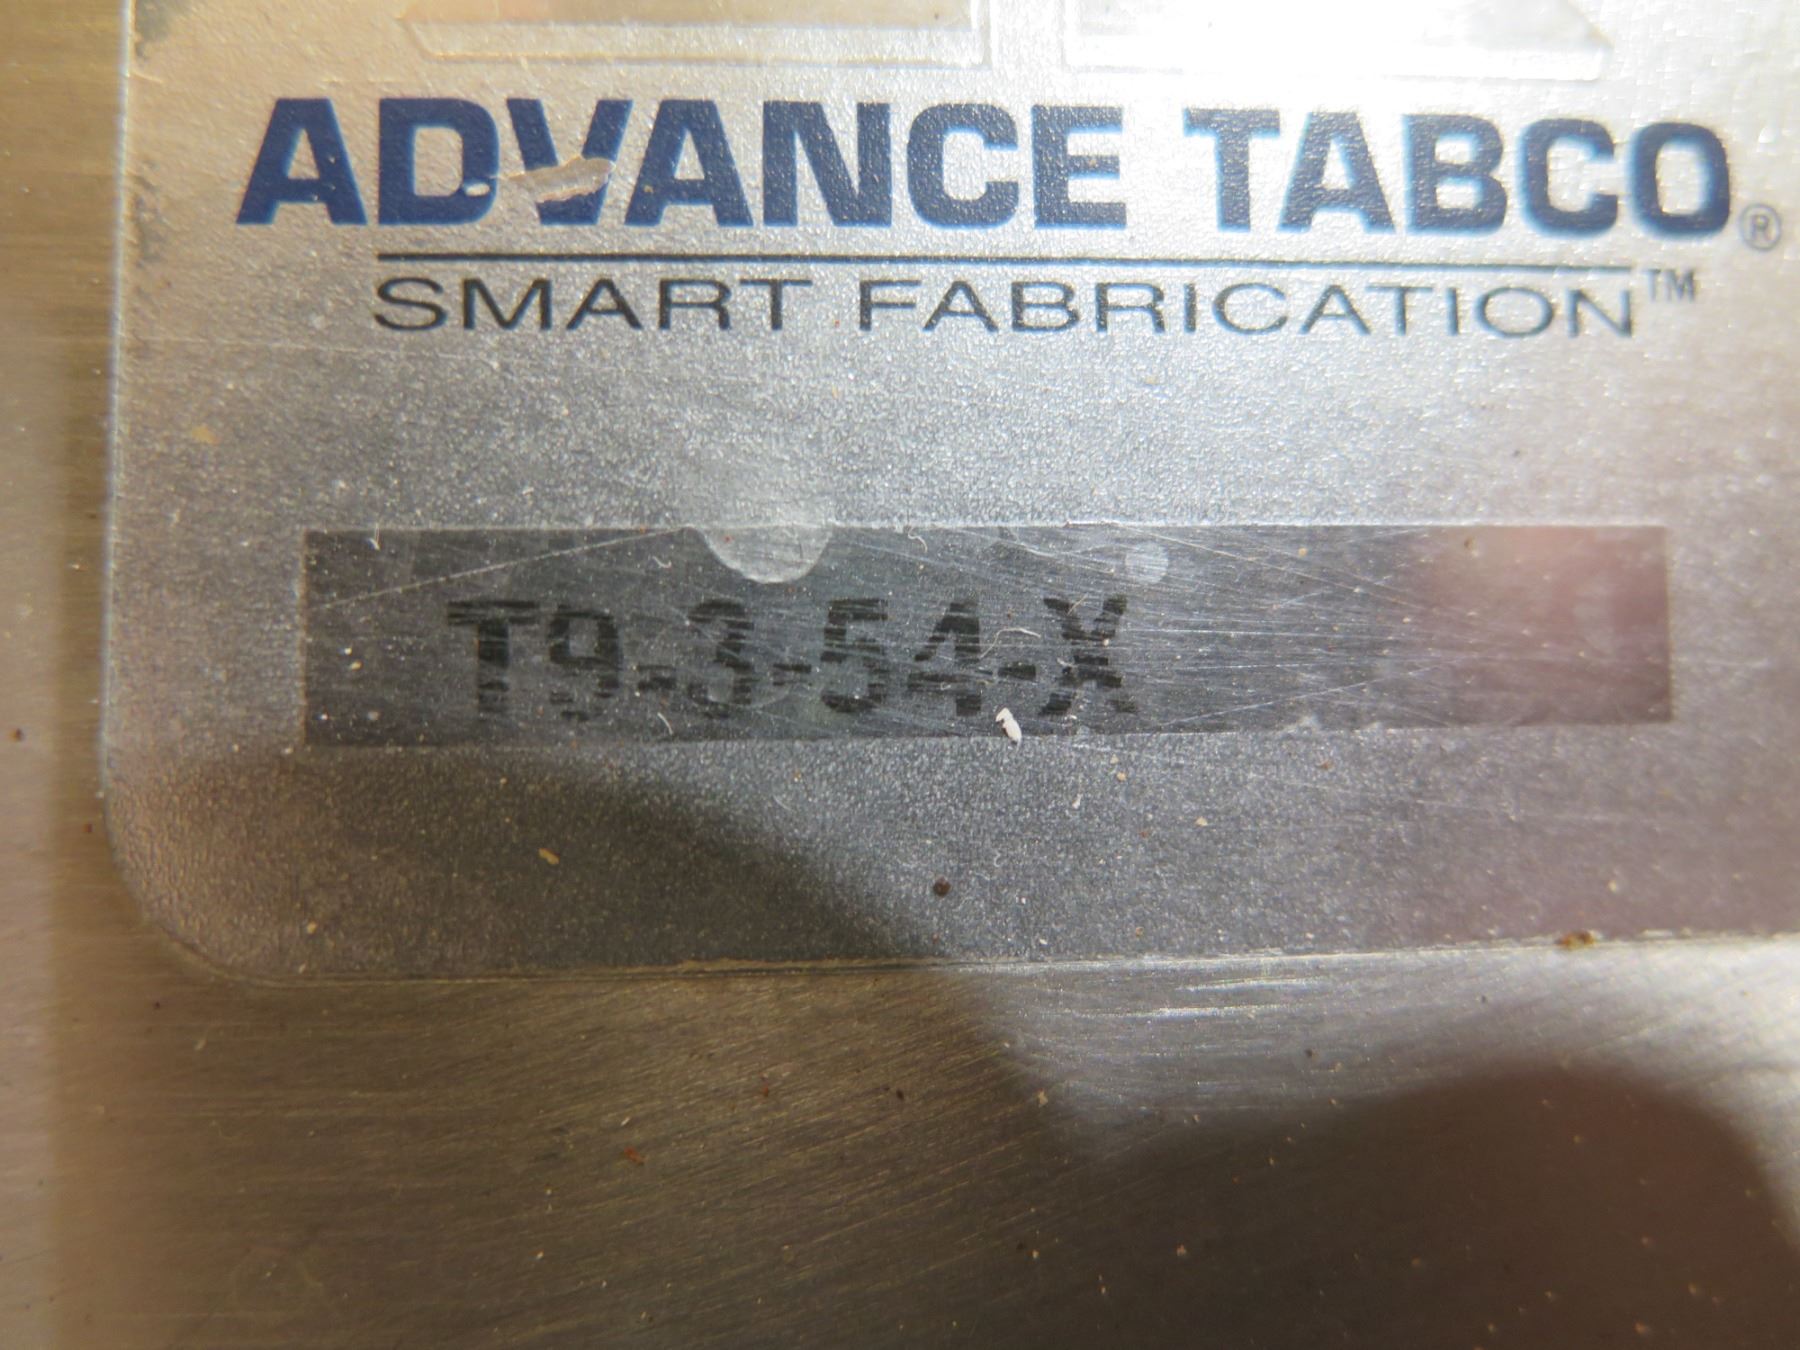 ADVANCE TABCO®
SMART FABRICATION™
T9-3-54-X